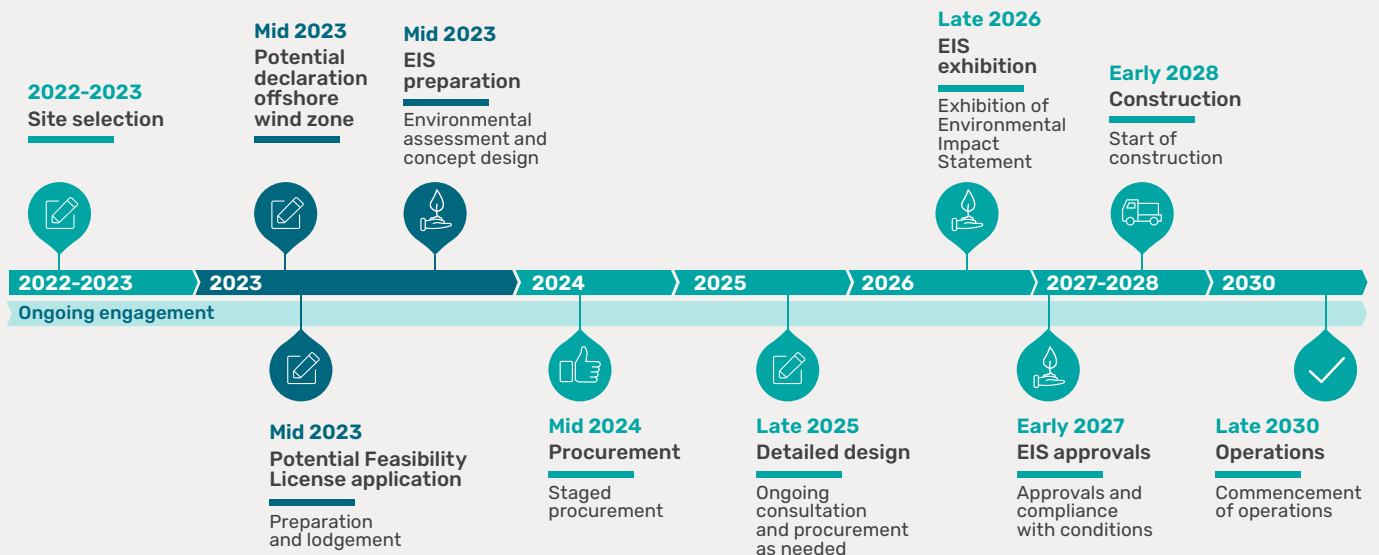 2022-2023
Site selection
Mid 2023
Potential
declaration
offshore
wind zone
Mid 2023
EIS
preparation
Environmental
assessment and
concept design
Late 2026
EIS
exhibition
Exhibition of
Environmental
Impact
Statement
Early 2028
Construction
Start of
construction
2022-2023
2023
2024
2025
2026
2027-2028
2030
Ongoing engagement
Mid 2023
Potential Feasibility
License application
Preparation
and lodgement
Mid 2024
Procurement
Staged
procurement
Late 2025
Detailed design
Ongoing
consultation
and procurement
as needed
Early 2027
EIS approvals
Approvals and
compliance
with conditions
Late 2030
Operations
Commencement
of operations